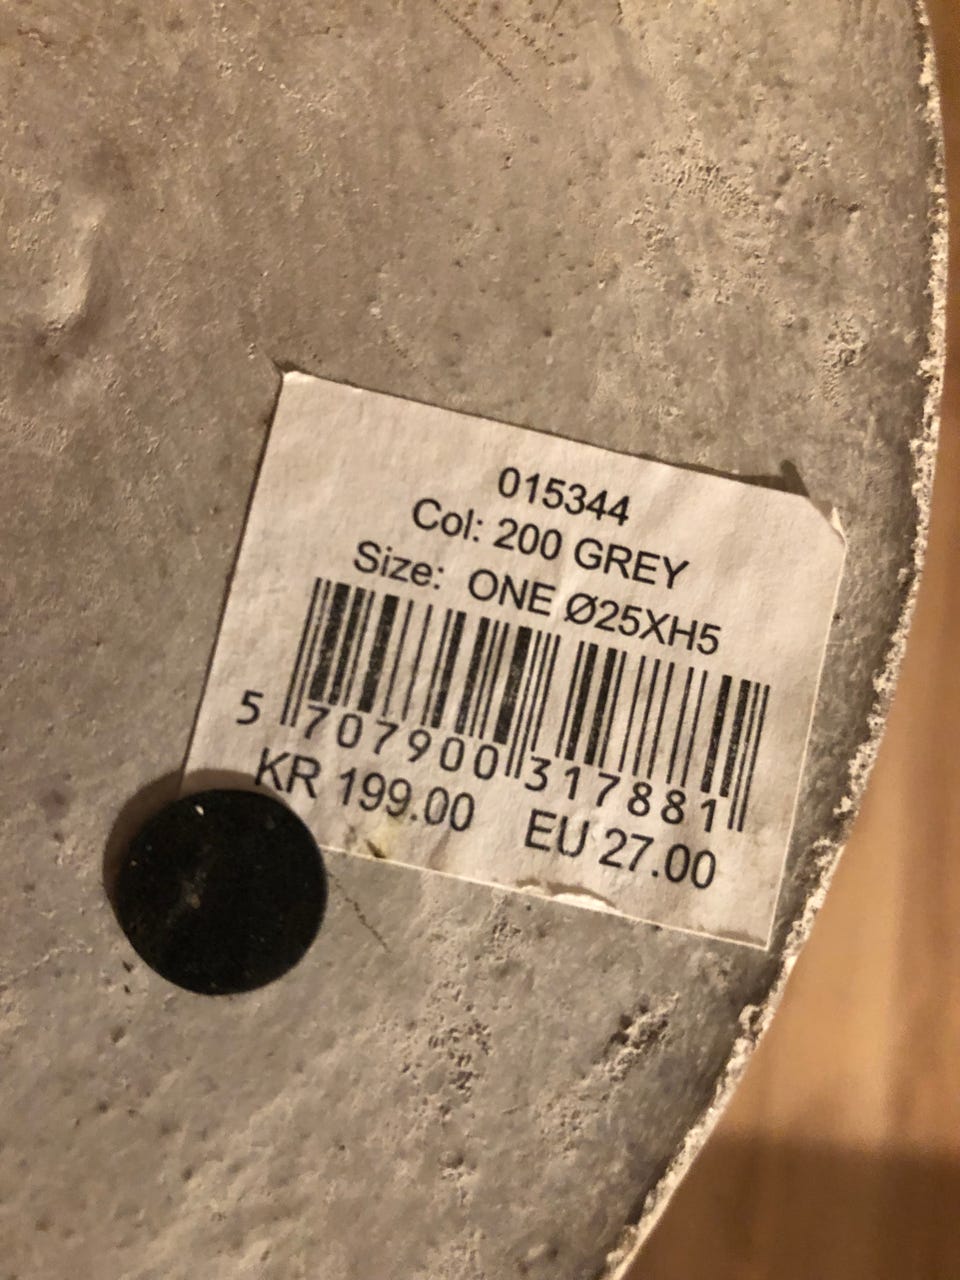 015344
Col: 200 GREY
Size: ONE Ø25XH5
5 707900 317881
KR 199.00 EU 27.00